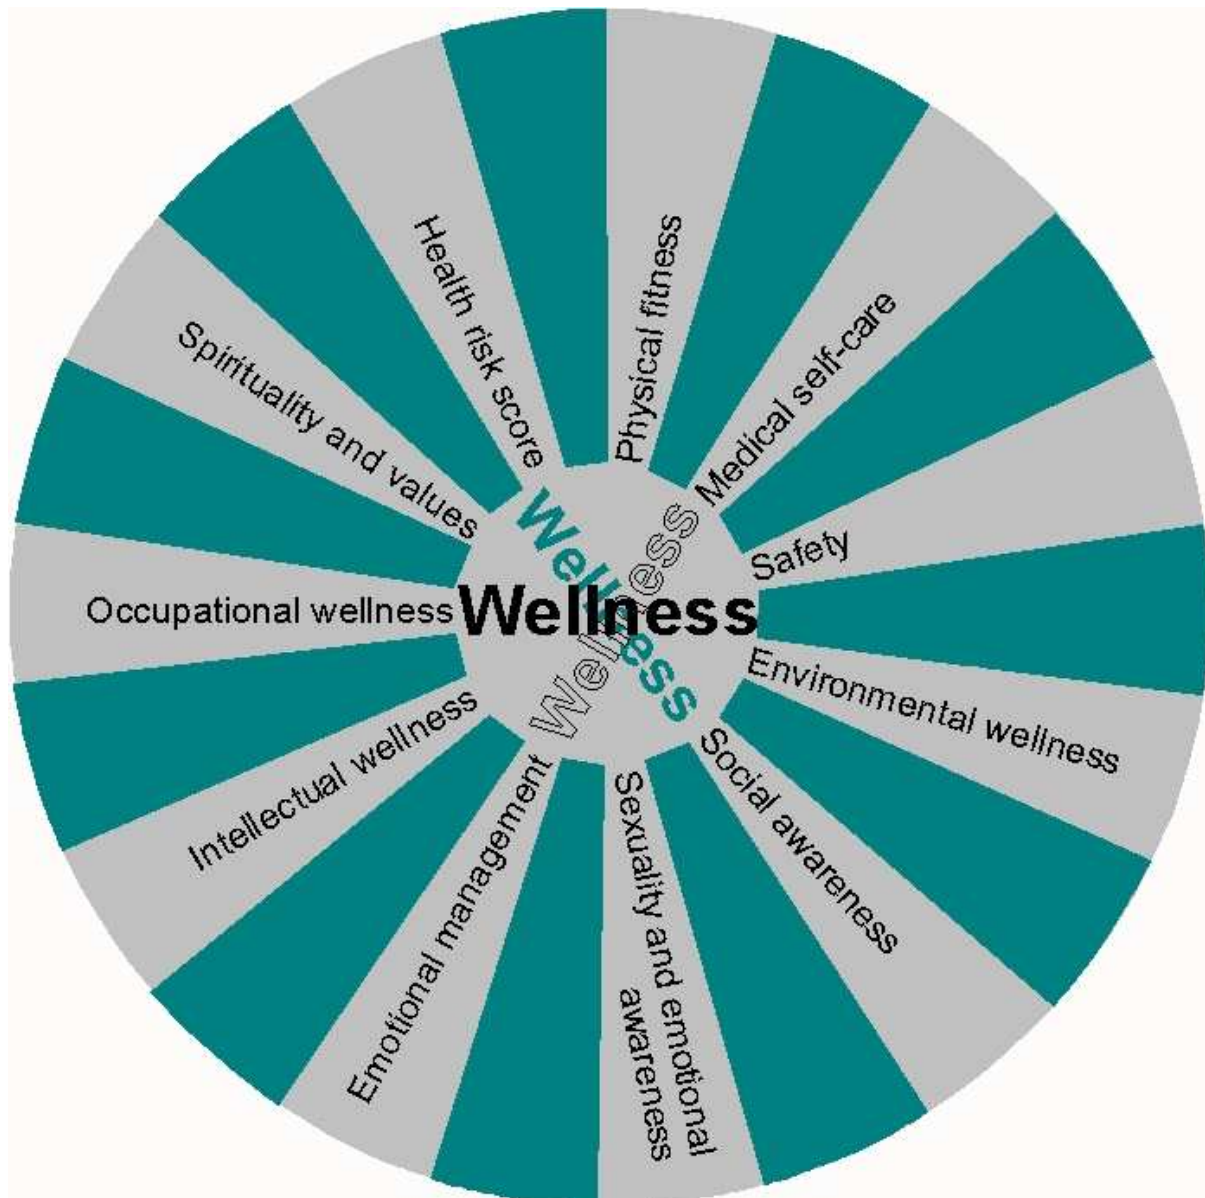 Physical fitness
Medical self-care
Safety
Environmental wellness
Social awareness
Sexuality and emotional
awareness
Emotional management
Intellectual wellness
Occupational wellness
Spirituality and values
Health risk score
Wellness
Wellness
Wellness